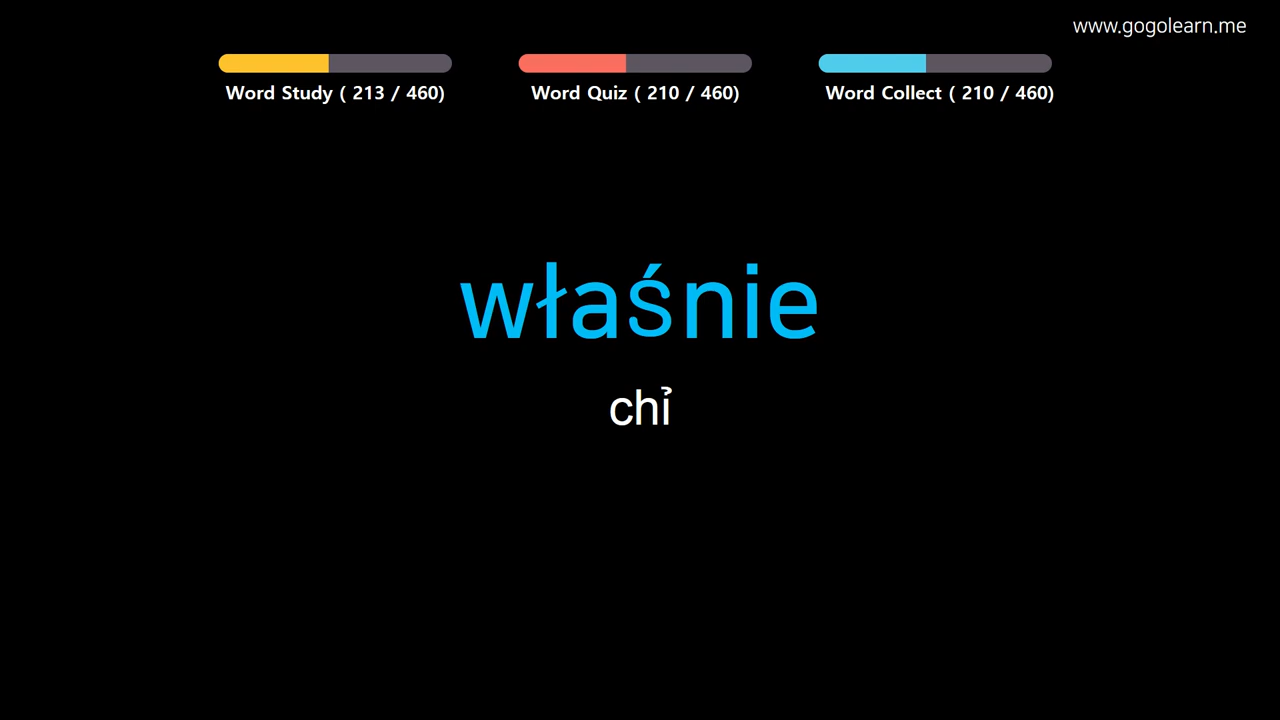 www.gogolearn.me
Word Study ( 213 / 460)
Word Quiz ( 210 / 460)
Word Collect ( 210 / 460)
właśnie
chỉ